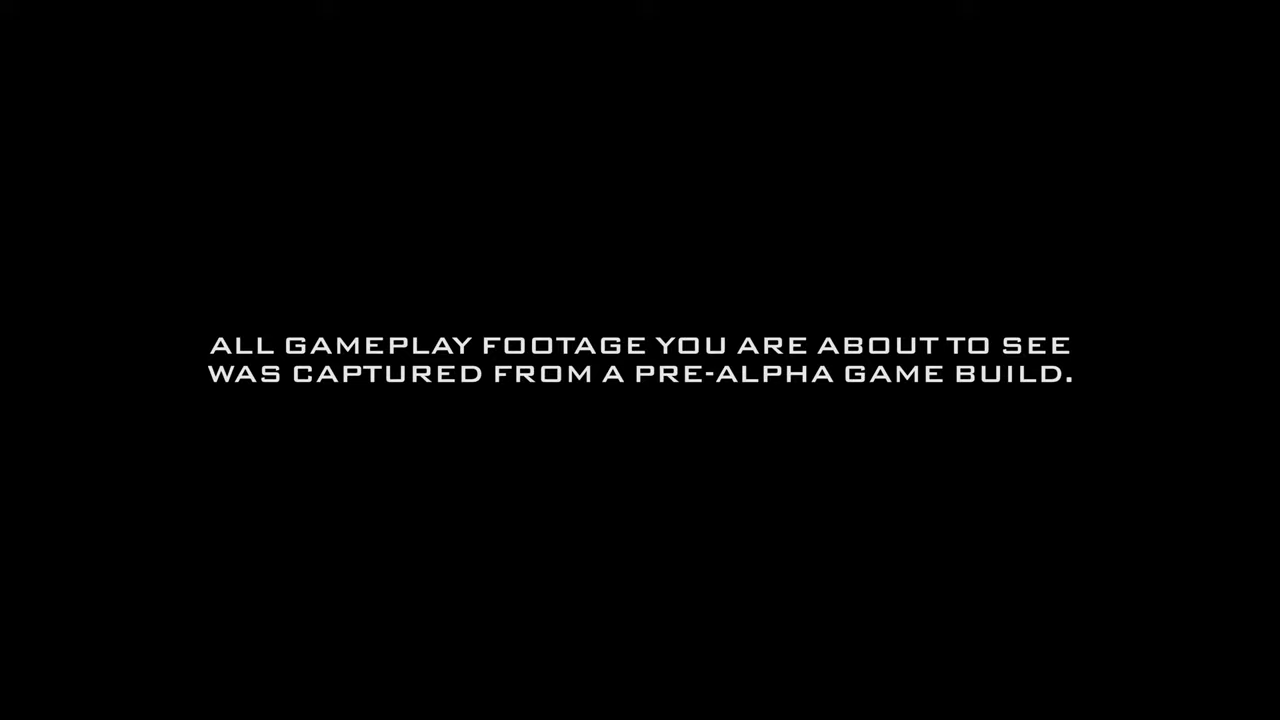 ALL GAMEPLAY FOOTAGE YOU ARE ABOUT TO SEE
WAS CAPTURED FROM A PRE-ALPHA GAME BUILD.